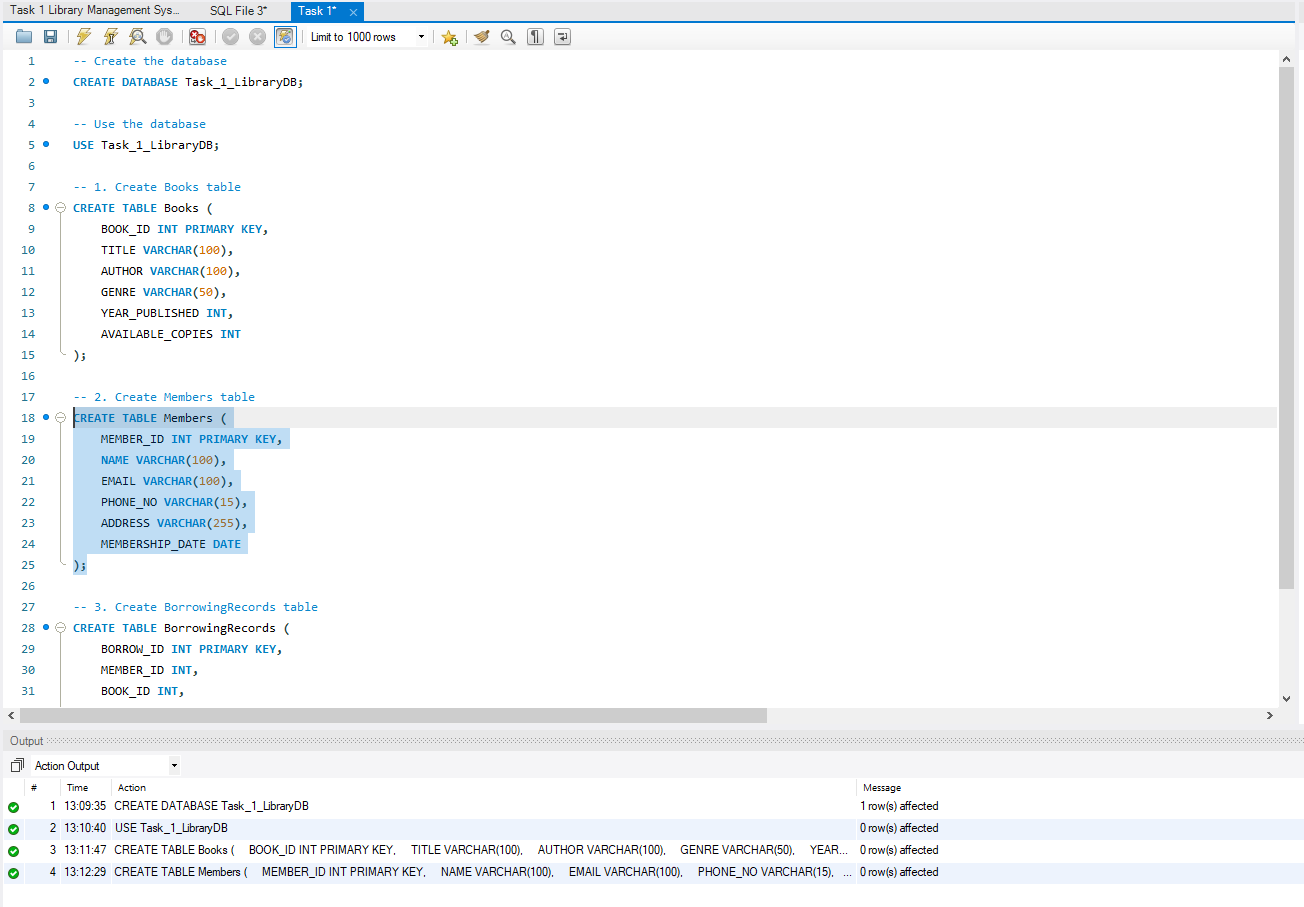 Task 1 Library Management Sys... SQL File 3* Task 1* ×
Limit to 1000 rows
1 -- Create the database
2 CREATE DATABASE Task_1_LibraryDB;
3
4 -- Use the database
5 USE Task_1_LibraryDB;
6
7 -- 1. Create Books table
8 CREATE TABLE Books (
9 BOOK_ID INT PRIMARY KEY,
10 TITLE VARCHAR(100),
11 AUTHOR VARCHAR(100),
12 GENRE VARCHAR(50),
13 YEAR_PUBLISHED INT,
14 AVAILABLE_COPIES INT
15 );
16
17 -- 2. Create Members table
18 CREATE TABLE Members (
19 MEMBER_ID INT PRIMARY KEY,
20 NAME VARCHAR(100),
21 EMAIL VARCHAR(100),
22 PHONE_NO VARCHAR(15),
23 ADDRESS VARCHAR(255),
24 MEMBERSHIP_DATE DATE
25 );
26
27 -- 3. Create BorrowingRecords table
28 CREATE TABLE BorrowingRecords (
29 BORROW_ID INT PRIMARY KEY,
30 MEMBER_ID INT,
31 BOOK_ID INT,
Output
Action Output
# Time Action Message
1 13:09:35 CREATE DATABASE Task_1_LibraryDB 1 row(s) affected
2 13:10:40 USE Task_1_LibraryDB 0 row(s) affected
3 13:11:47 CREATE TABLE Books ( BOOK_ID INT PRIMARY KEY, TITLE VARCHAR(100), AUTHOR VARCHAR(100), GENRE VARCHAR(50), YEAR... 0 row(s) affected
4 13:12:29 CREATE TABLE Members ( MEMBER_ID INT PRIMARY KEY, NAME VARCHAR(100), EMAIL VARCHAR(100), PHONE_NO VARCHAR(15), ... 0 row(s) affected